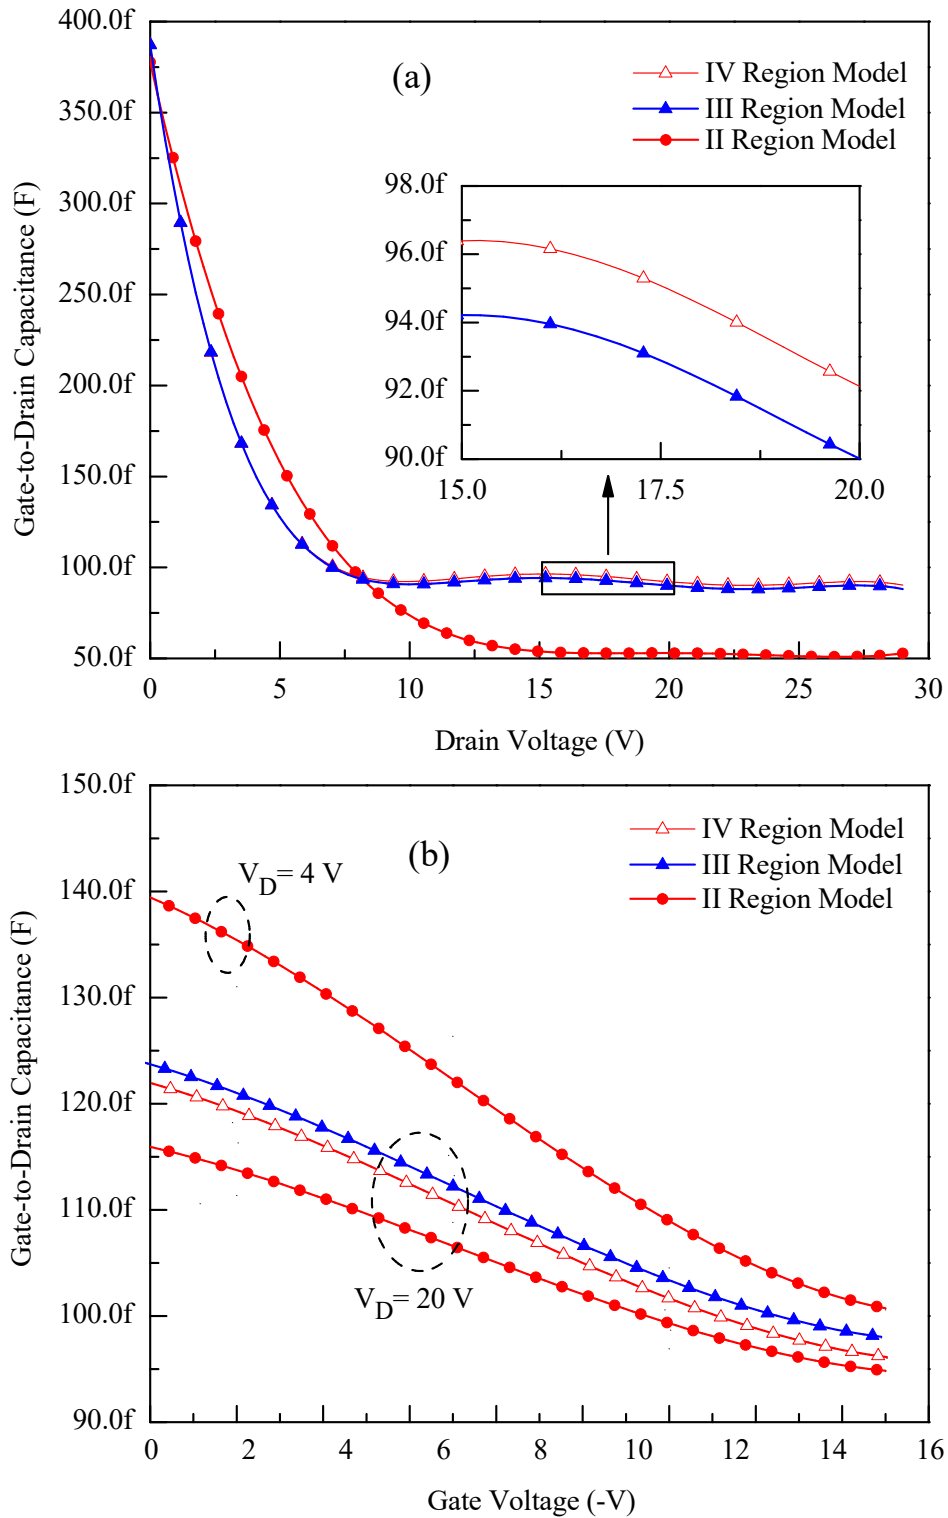 400.0f
(a)
IV Region Model
350.0f
III Region Model
II Region Model
300.0f
98.0f
96.0f
250.0f
94.0f
200.0f
92.0f
90.0f
150.0f
15.0 17.5 20.0
100.0f
50.0f
0 5 10 15 20 25 30
Gate-to-Drain Capacitance (F)
Drain Voltage (V)
150.0f
IV Region Model
(b)
III Region Model
V_D= 4 V
140.0f
II Region Model
130.0f
120.0f
110.0f
V_D= 20 V
100.0f
90.0f
0 2 4 6 8 10 12 14 16
Gate-to-Drain Capacitance (F)
Gate Voltage (-V)